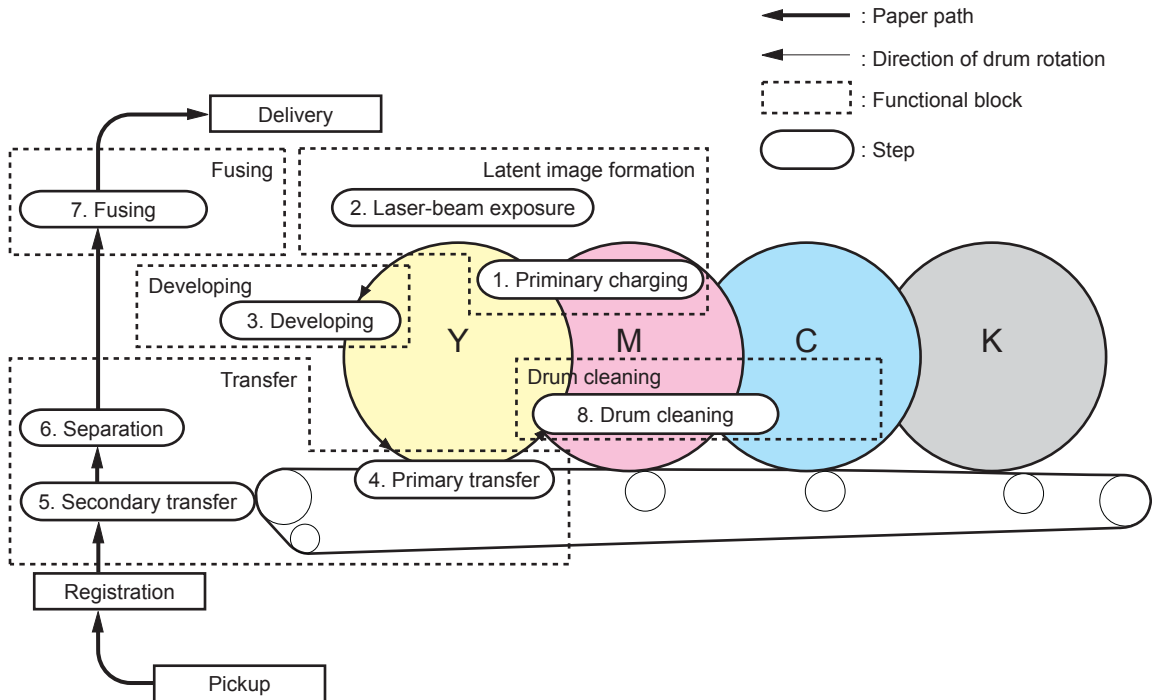 : Paper path
: Direction of drum rotation
: Functional block
: Step
Delivery
Fusing
7. Fusing
Latent image formation
2. Laser-beam exposure
1. Priminary charging
Developing
3. Developing
Y
M
C
K
Transfer
Drum cleaning
8. Drum cleaning
6. Separation
4. Primary transfer
5. Secondary transfer
Registration
Pickup